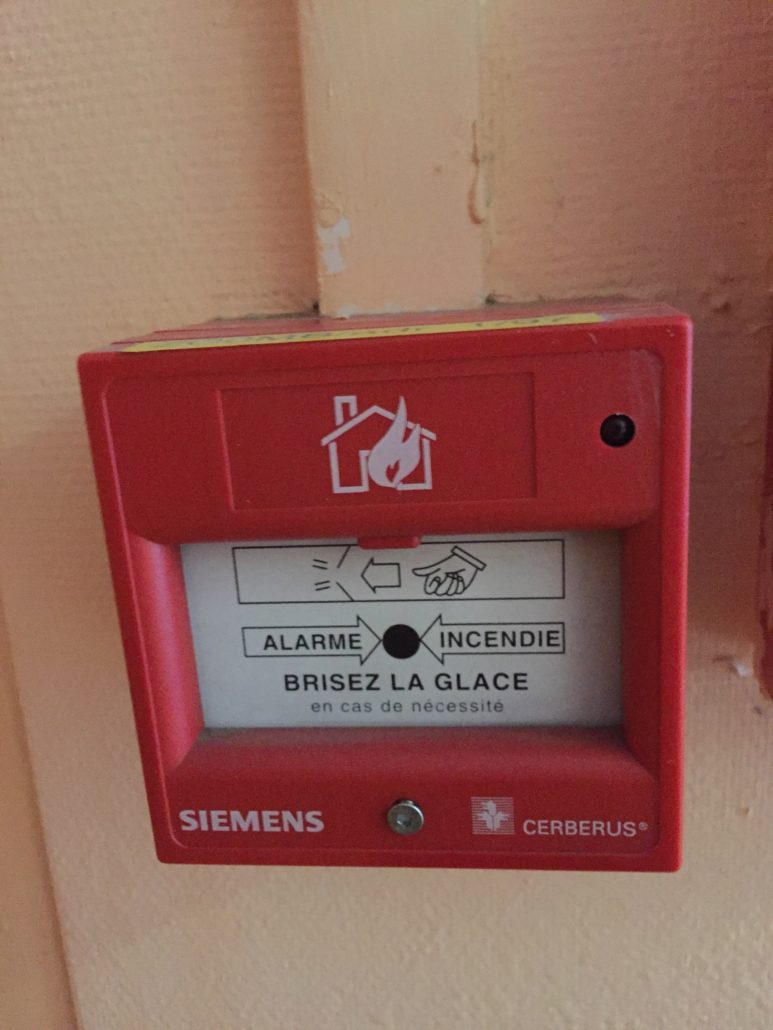 ALARME INCENDIE
BRISEZ LA GLACE
en cas de nécessité
SIEMENS
CERBERUS®